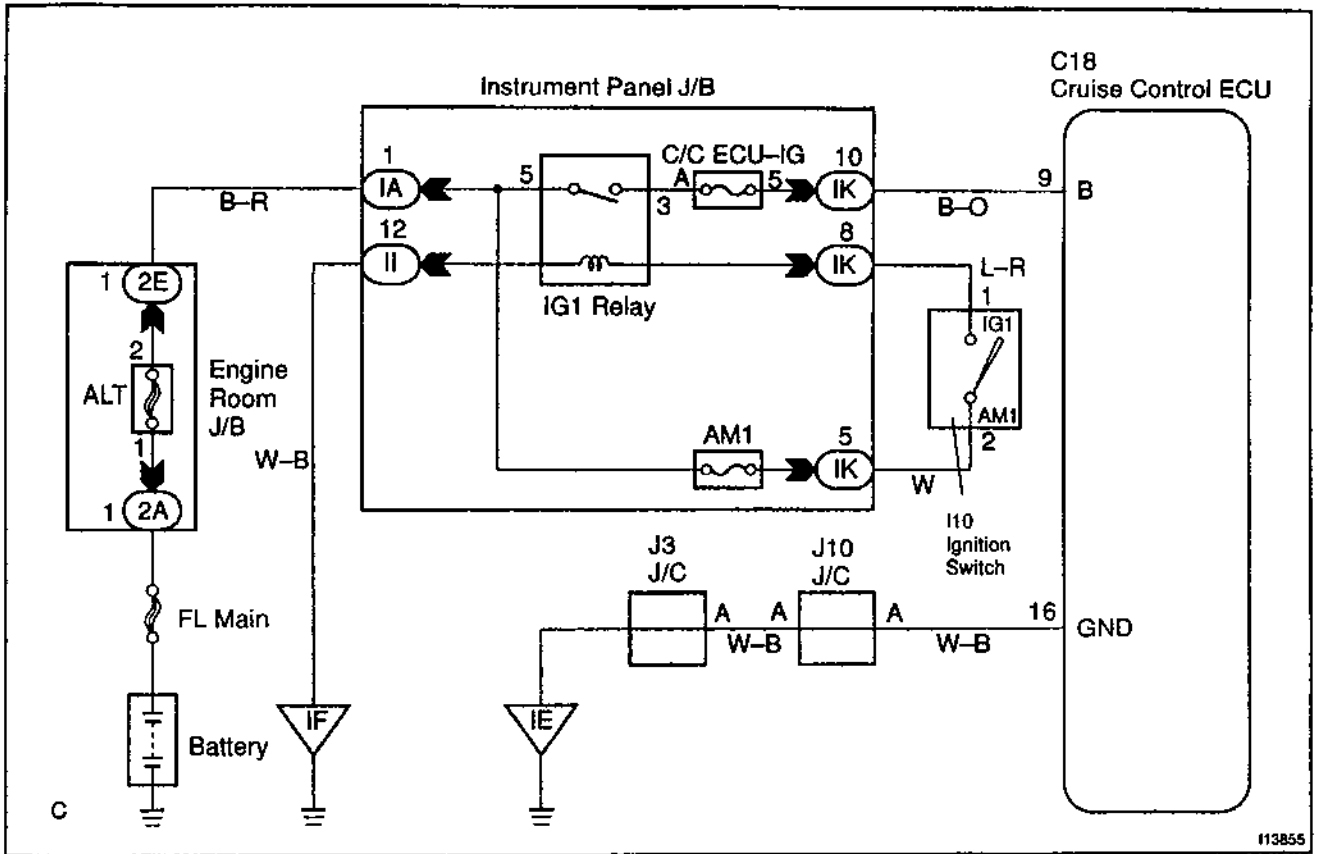 C18
Cruise Control ECU
Instrument Panel J/B
1
IA
5
3
A
C/C ECU–IG
5
10
IK
B–R
B–O
9
B
12
II
IG1 Relay
8
IK
L–R
1
IG1
AM1
2
1
2E
2
ALT
1
Engine
Room
J/B
1
2A
W–B
AM1
5
IK
W
I10
Ignition
Switch
J3
J/C
J10
J/C
A
A
A
W–B
W–B
16
GND
FL Main
Battery
IF
IE
C
I13855